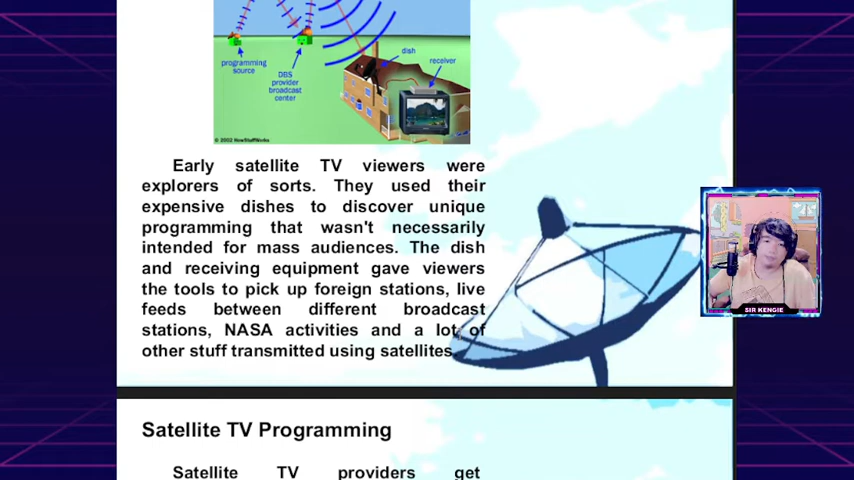 dish
receiver
programming
source
DBS
provider
broadcast
center
© 2002 HowStuffWorks
Early satellite TV viewers were
explorers of sorts. They used their
expensive dishes to discover unique
programming that wasn't necessarily
intended for mass audiences. The dish
and receiving equipment gave viewers
the tools to pick up foreign stations, live
feeds between different broadcast
stations, NASA activities and a lot of
other stuff transmitted using satellites.
SIR KENGIE
Satellite TV Programming
Satellite TV providers get